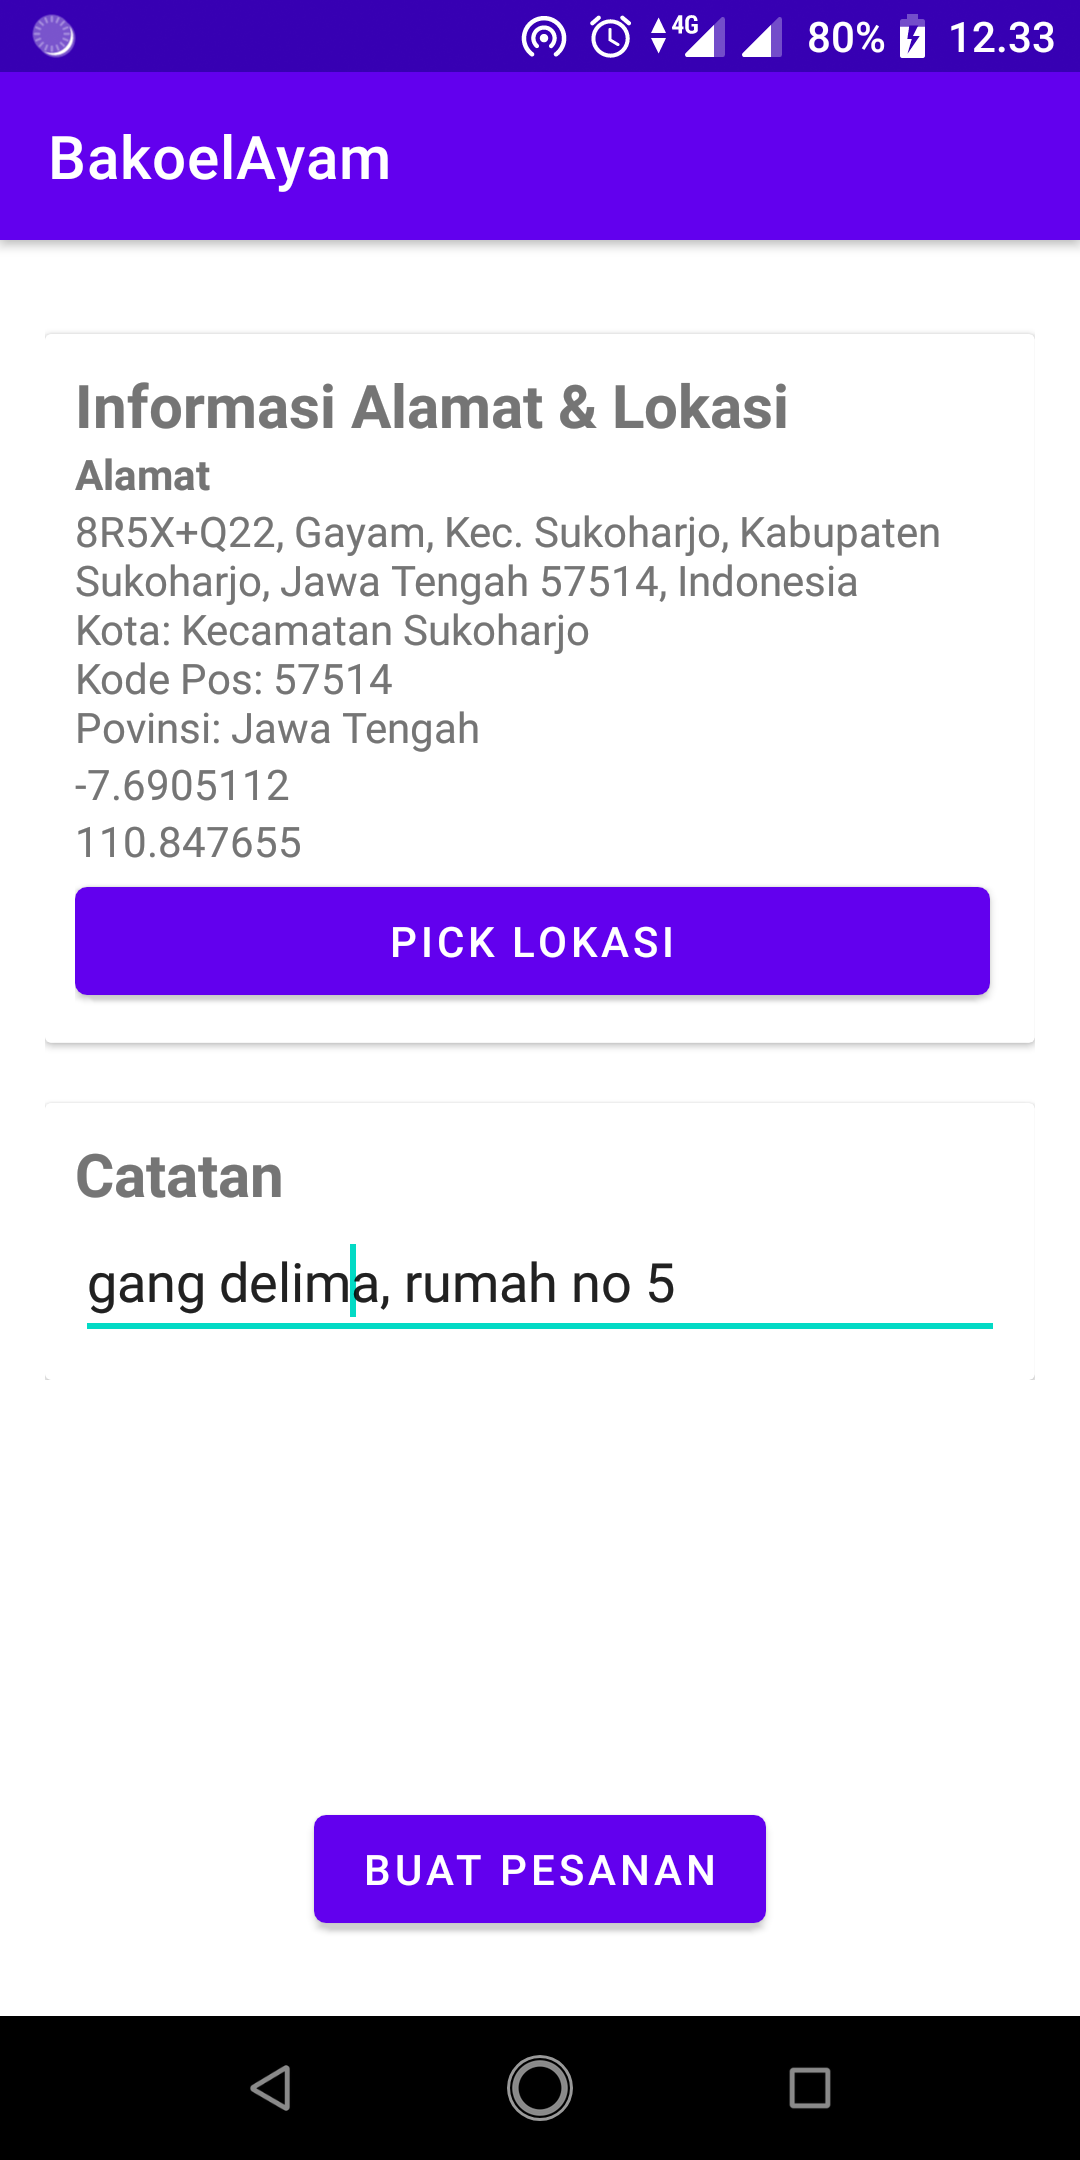 4G 80% 12.33
BakoelAyam
Informasi Alamat & Lokasi
Alamat
8R5X+Q22, Gayam, Kec. Sukoharjo, Kabupaten
Sukoharjo, Jawa Tengah 57514, Indonesia
Kota: Kecamatan Sukoharjo
Kode Pos: 57514
Povinsi: Jawa Tengah
-7.6905112
110.847655
PICK LOKASI
Catatan
gang delima, rumah no 5
BUAT PESANAN